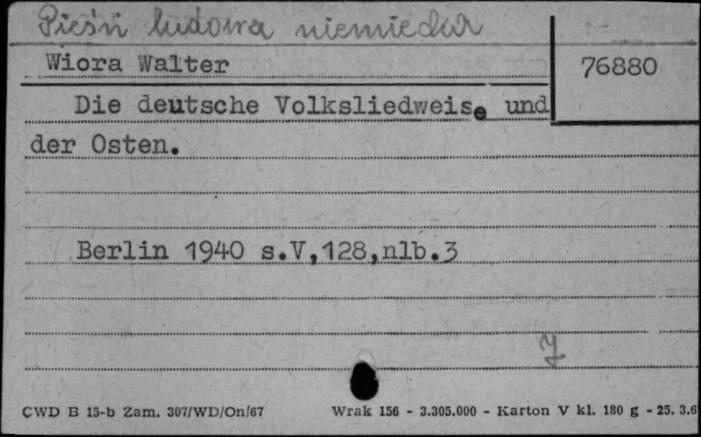 Pieśń ludowa niemiecka
Wiora Walter
76880
Die deutsche Volksliedweise und
der Osten.
Berlin 1940 s.V,128,nlb.3
J
CWD B 15-b Zam. 307/WD/On/67 Wrak 156 - 3.305.000 - Karton V kl. 180 g - 25. 3.6